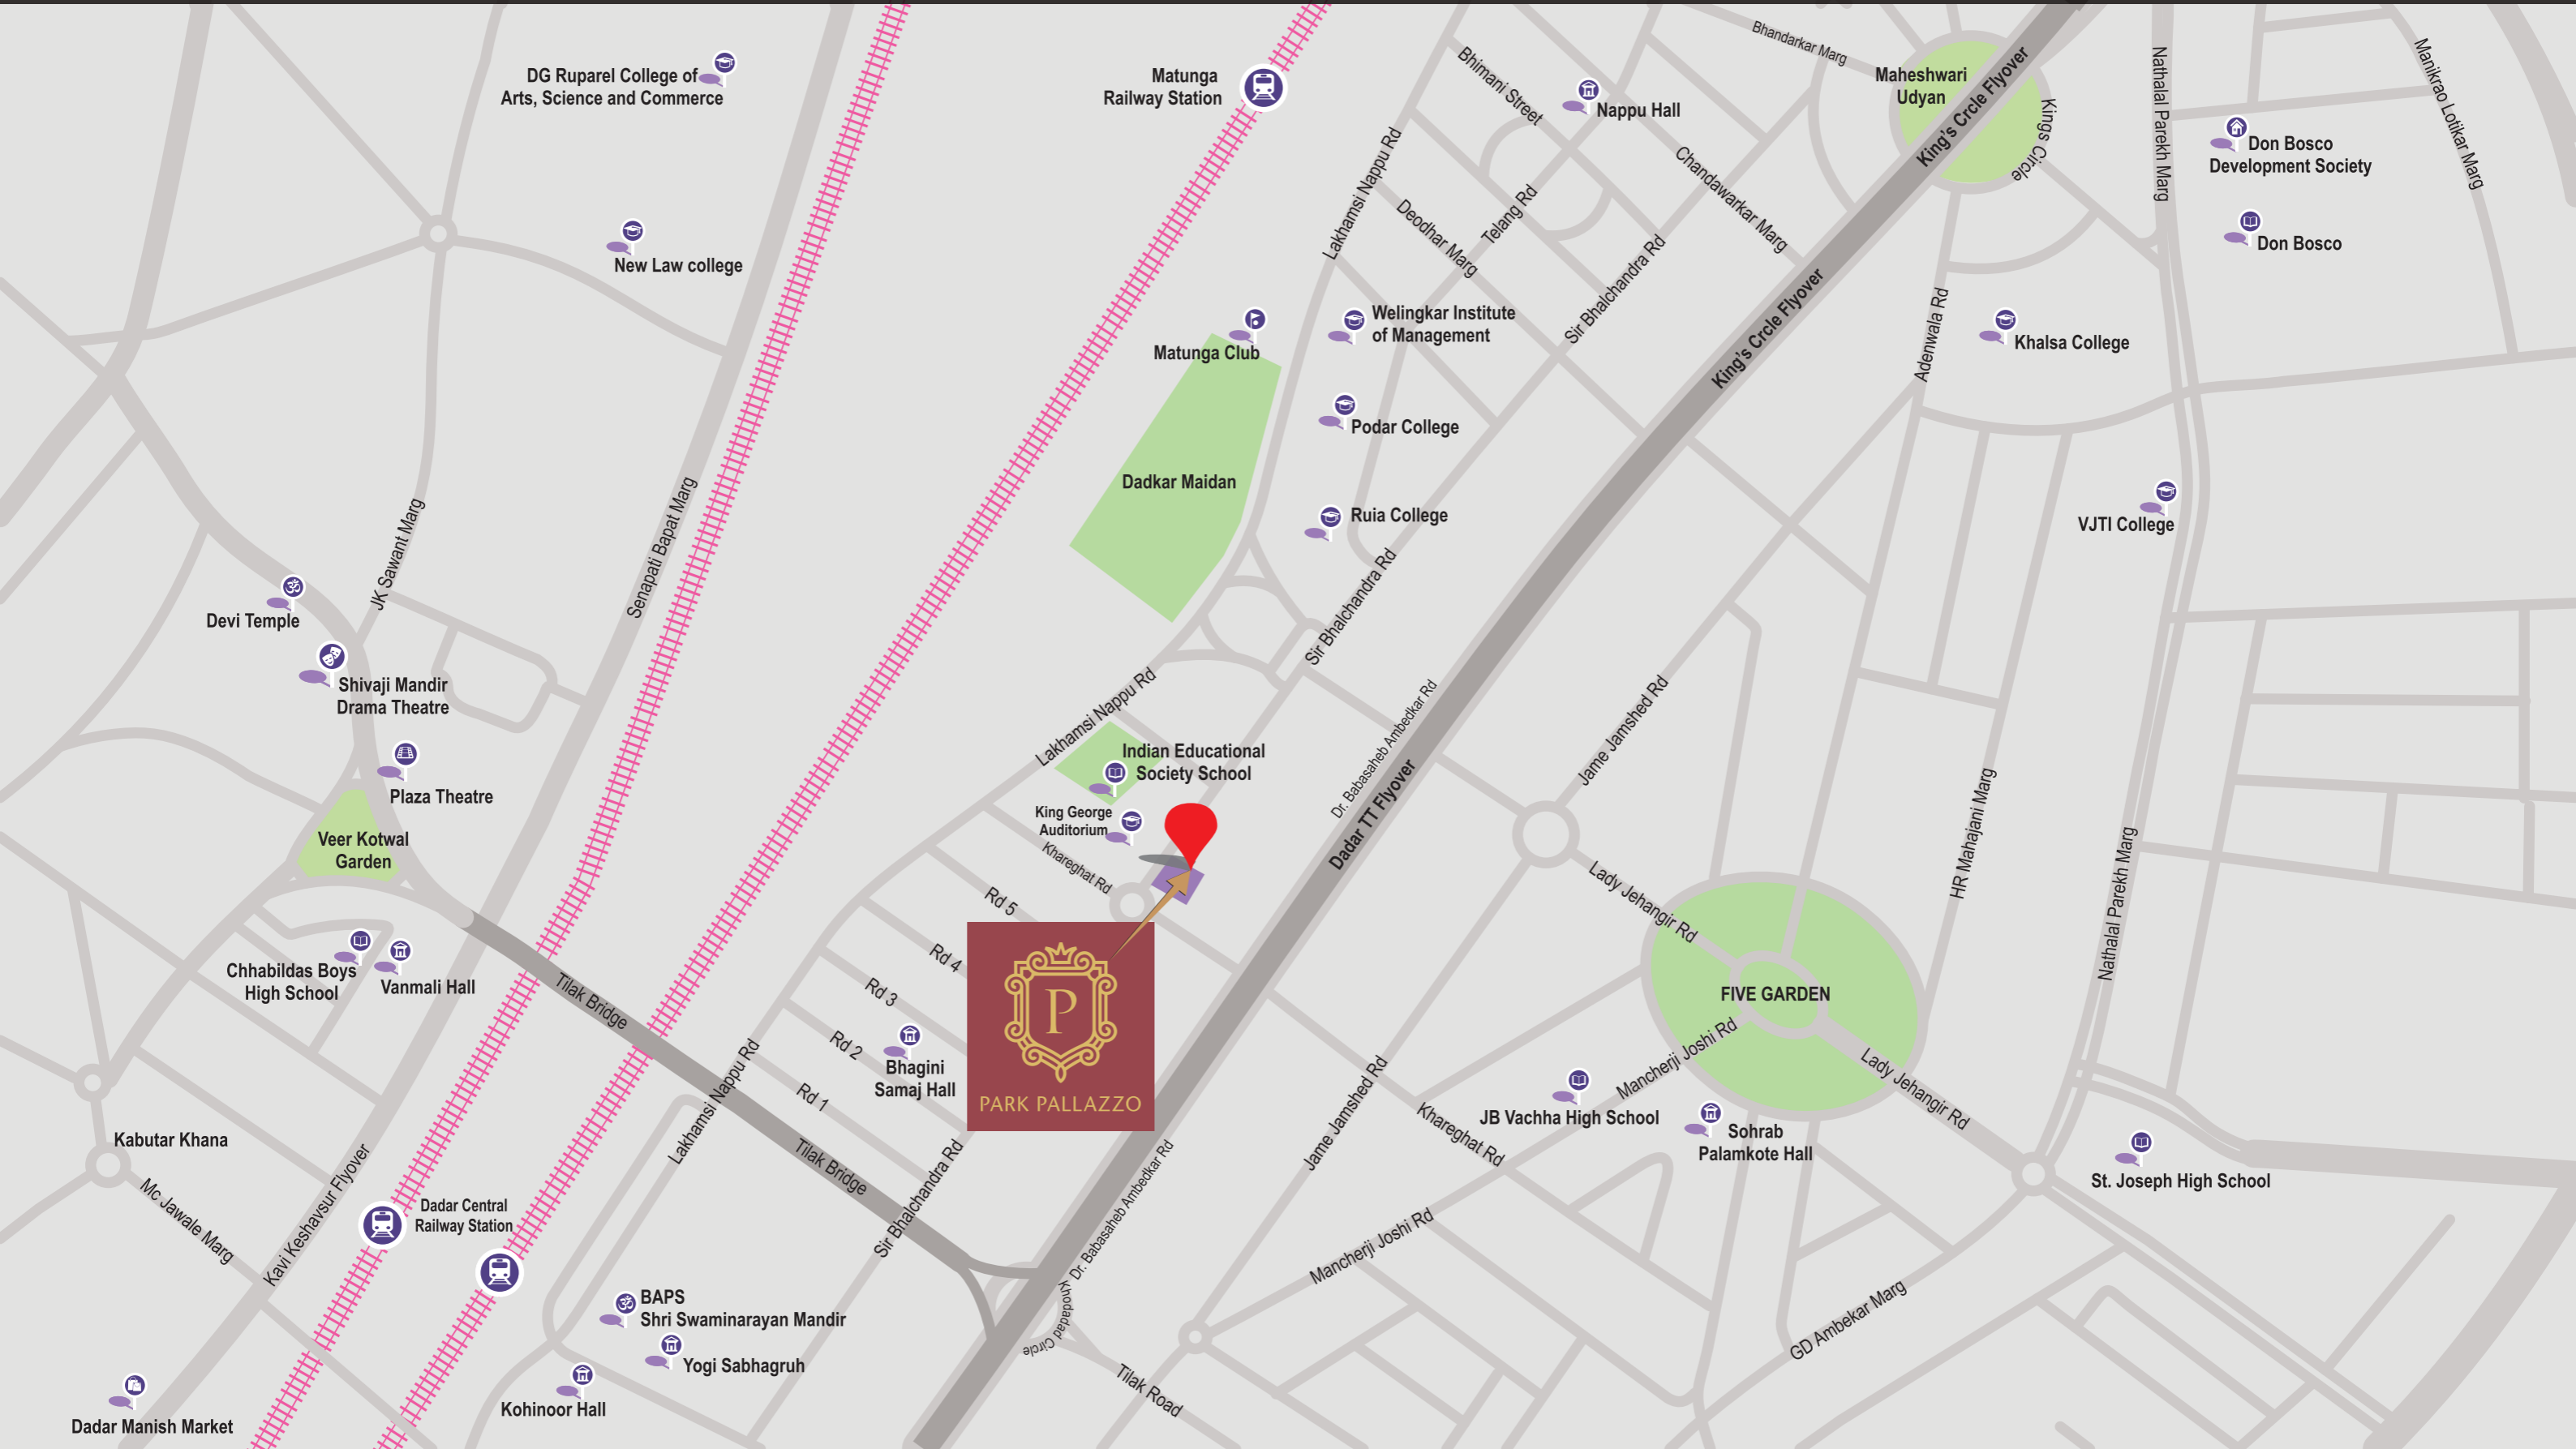 DG Ruparel College of
Arts, Science and Commerce
Matunga
Railway Station
Bhimani Street
Nappu Hall
Bhandarkar Marg
Maheshwari
Udyan
King's Crcle Flyover
Kings Circle
Nathalal Parekh Marg
Manikrao Lotikar Marg
Don Bosco
Development Society
Don Bosco
New Law college
Lakhamsi Nappu Rd
Deodhar Marg
Telang Rd
Chandawarkar Marg
Sir Bhalchandra Rd
King's Crcle Flyover
Adenwala Rd
Khalsa College
Matunga Club
Welingkar Institute
of Management
Podar College
Dadkar Maidan
Ruia College
VJTI College
JK Sawant Marg
Senapati Bapat Marg
Devi Temple
Shivaji Mandir
Drama Theatre
Sir Bhalchandra Rd
Lakhamsi Nappu Rd
Dr. Babasaheb Ambedkar Rd
Dadar TT Flyover
Jame Jamshed Rd
Indian Educational
Society School
Plaza Theatre
King George
Auditorium
Veer Kotwal
Garden
Khareghat Rd
Lady Jehangir Rd
HR Mahajani Marg
Nathalal Parekh Marg
Rd 5
Rd 4
Rd 3
Rd 2
Rd 1
Chhabildas Boys
High School
Vanmali Hall
Tilak Bridge
FIVE GARDEN
P
PARK PALLAZZO
Bhagini
Samaj Hall
Lakhamsi Nappu Rd
Mancherji Joshi Rd
Lady Jehangir Rd
JB Vachha High School
Sohrab
Palamkote Hall
Khareghat Rd
Jame Jamshed Rd
St. Joseph High School
Kabutar Khana
Mc Jawale Marg
Kavi Keshavsur Flyover
Dadar Central
Railway Station
Tilak Bridge
Sir Bhalchandra Rd
Dr. Babasaheb Ambedkar Rd
Khodadad Circle
Mancherji Joshi Rd
GD Ambekar Marg
BAPS
Shri Swaminarayan Mandir
Yogi Sabhagruh
Kohinoor Hall
Tilak Road
Dadar Manish Market